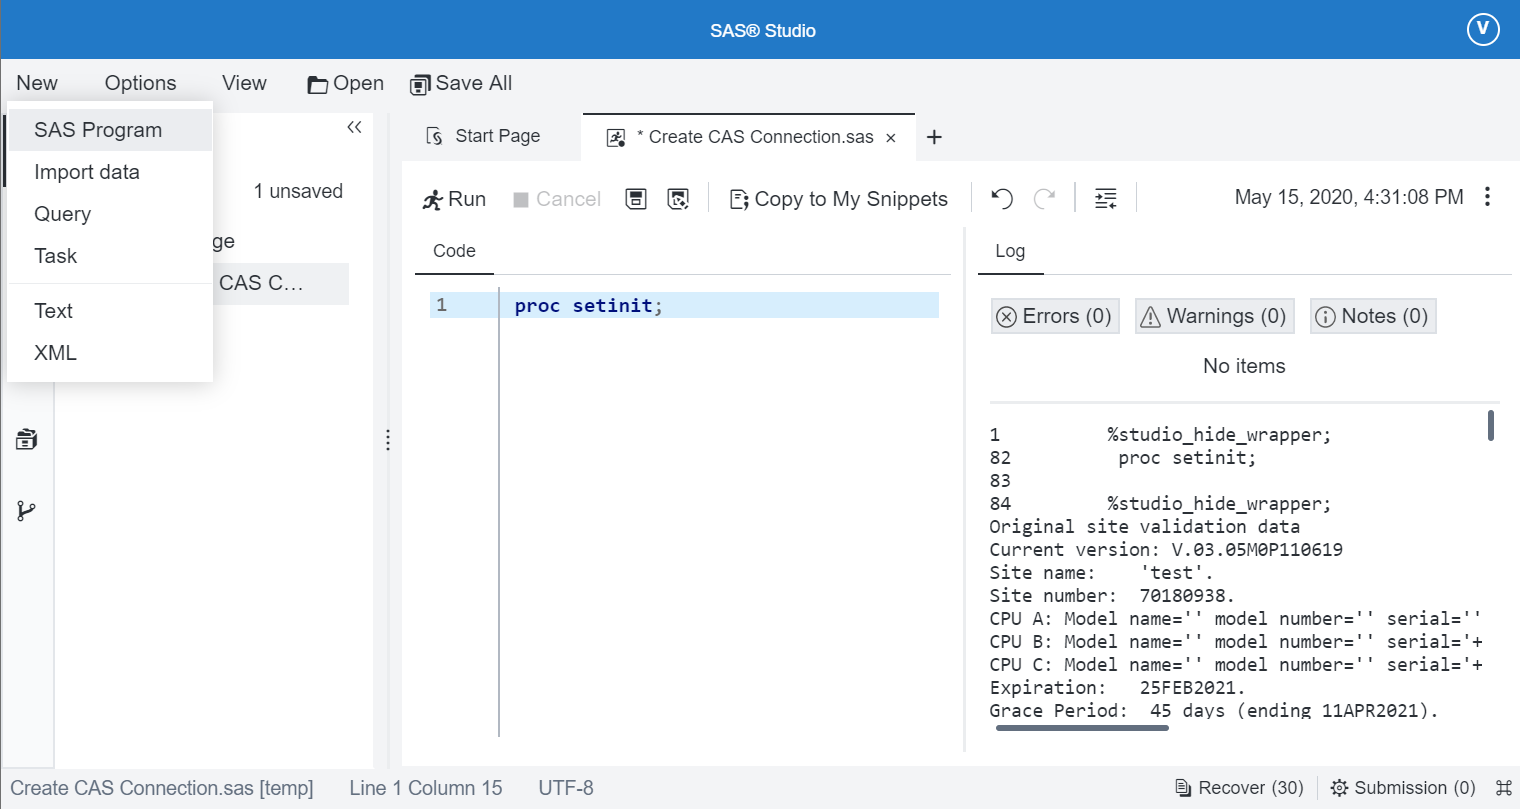 SAS® Studio
V
New Options View Open Save All
SAS Program
Import data
Query
Task
Text
XML
1 unsaved
ge
CAS C...
Start Page
* Create CAS Connection.sas × +
Run Cancel Copy to My Snippets May 15, 2020, 4:31:08 PM
Code
1 proc setinit;
Log
Errors (0) Warnings (0) Notes (0)
No items
1 %studio_hide_wrapper;
82 proc setinit;
83
84 %studio_hide_wrapper;
Original site validation data
Current version: V.03.05M0P110619
Site name: 'test'.
Site number: 70180938.
CPU A: Model name='' model number='' serial=''
CPU B: Model name='' model number='' serial='+
CPU C: Model name='' model number='' serial='+
Expiration: 25FEB2021.
Grace Period: 45 days (ending 11APR2021).
Create CAS Connection.sas [temp] Line 1 Column 15 UTF-8 Recover (30) Submission (0)